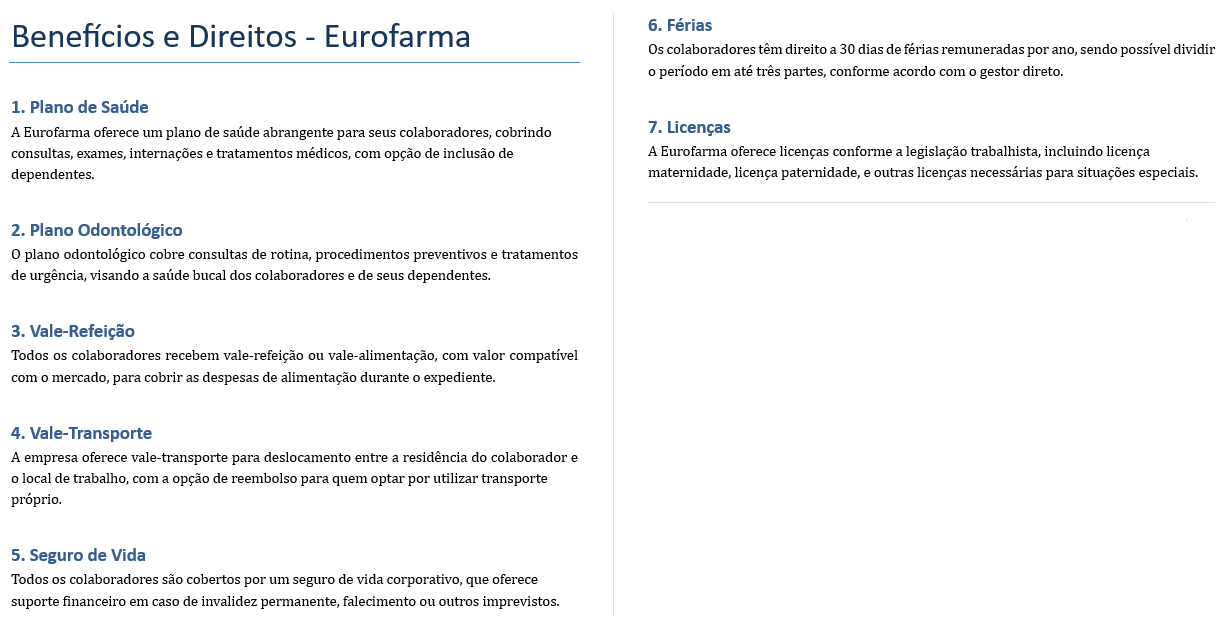 Benefícios e Direitos - Eurofarma
1. Plano de Saúde
A Eurofarma oferece um plano de saúde abrangente para seus colaboradores, cobrindo
consultas, exames, internações e tratamentos médicos, com opção de inclusão de
dependentes.
2. Plano Odontológico
O plano odontológico cobre consultas de rotina, procedimentos preventivos e tratamentos
de urgência, visando a saúde bucal dos colaboradores e de seus dependentes.
3. Vale-Refeição
Todos os colaboradores recebem vale-refeição ou vale-alimentação, com valor compatível
com o mercado, para cobrir as despesas de alimentação durante o expediente.
4. Vale-Transporte
A empresa oferece vale-transporte para deslocamento entre a residência do colaborador e
o local de trabalho, com a opção de reembolso para quem optar por utilizar transporte
próprio.
5. Seguro de Vida
Todos os colaboradores são cobertos por um seguro de vida corporativo, que oferece
suporte financeiro em caso de invalidez permanente, falecimento ou outros imprevistos.
6. Férias
Os colaboradores têm direito a 30 dias de férias remuneradas por ano, sendo possível dividir
o período em até três partes, conforme acordo com o gestor direto.
7. Licenças
A Eurofarma oferece licenças conforme a legislação trabalhista, incluindo licença
maternidade, licença paternidade, e outras licenças necessárias para situações especiais.